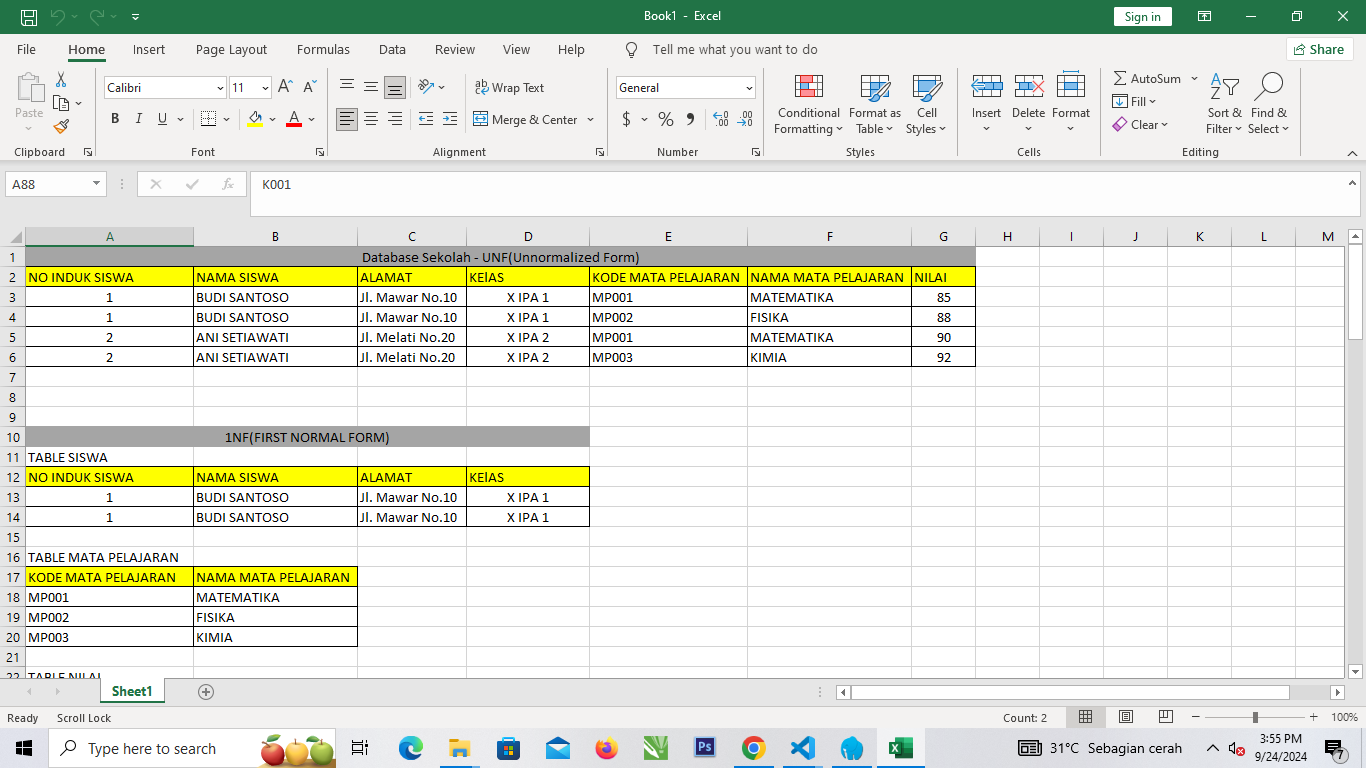 Book1 - Excel
Sign in
File Home Insert Page Layout Formulas Data Review View Help Tell me what you want to do Share
Paste
Calibri 11 A A
B I U A
Wrap Text
Merge & Center
General
$ % ,
Conditional Formatting
Format as Table
Cell Styles
Insert Delete Format
AutoSum
Fill
Clear
Sort & Filter
Find & Select
Clipboard Font Alignment Number Styles Cells Editing
A88 fx K001
A B C D E F G H I J K L M
1 Database Sekolah - UNF(Unnormalized Form)
2 NO INDUK SISWA NAMA SISWA ALAMAT KElAS KODE MATA PELAJARAN NAMA MATA PELAJARAN NILAI
3 1 BUDI SANTOSO Jl. Mawar No.10 X IPA 1 MP001 MATEMATIKA 85
4 1 BUDI SANTOSO Jl. Mawar No.10 X IPA 1 MP002 FISIKA 88
5 2 ANI SETIAWATI Jl. Melati No.20 X IPA 2 MP001 MATEMATIKA 90
6 2 ANI SETIAWATI Jl. Melati No.20 X IPA 2 MP003 KIMIA 92
7
8
9
10 1NF(FIRST NORMAL FORM)
11 TABLE SISWA
12 NO INDUK SISWA NAMA SISWA ALAMAT KElAS
13 1 BUDI SANTOSO Jl. Mawar No.10 X IPA 1
14 1 BUDI SANTOSO Jl. Mawar No.10 X IPA 1
15
16 TABLE MATA PELAJARAN
17 KODE MATA PELAJARAN NAMA MATA PELAJARAN
18 MP001 MATEMATIKA
19 MP002 FISIKA
20 MP003 KIMIA
21
22 TABLE NILAI
Sheet1
Ready Scroll Lock Count: 2 100%
Type here to search
Ps
31°C Sebagian cerah
3:55 PM
9/24/2024
7